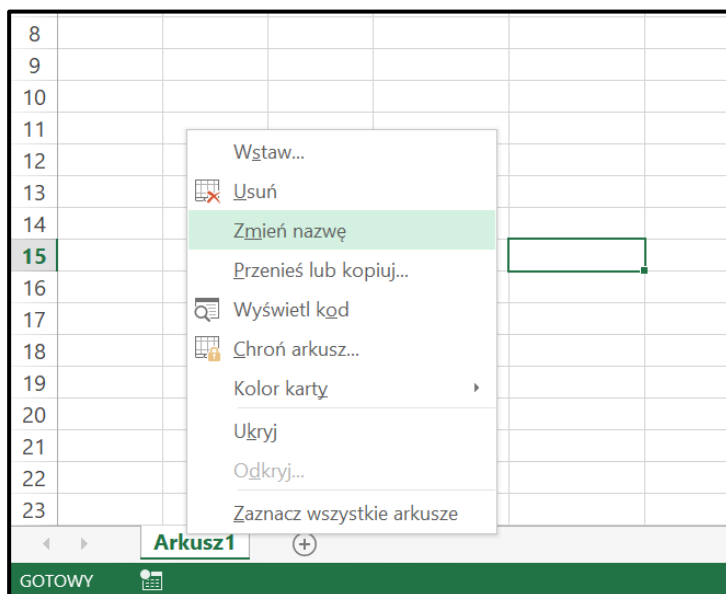 8
9
10
11
12
13
14
15
16
17
18
19
20
21
22
23
Wstaw...
Usuń
Zmień nazwę
Przenieś lub kopiuj...
Wyświetl kod
Chroń arkusz...
Kolor karty
Ukryj
Odkryj...
Zaznacz wszystkie arkusze
Arkusz1
GOTOWY